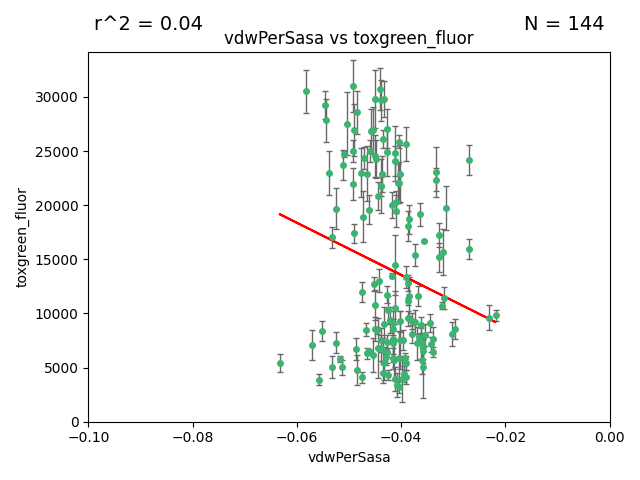 r^2 = 0.04
N = 144
vdwPerSasa vs toxgreen_fluor
toxgreen_fluor
30000
25000
20000
15000
10000
5000
0
−0.10
−0.08
−0.06
−0.04
−0.02
0.00
vdwPerSasa